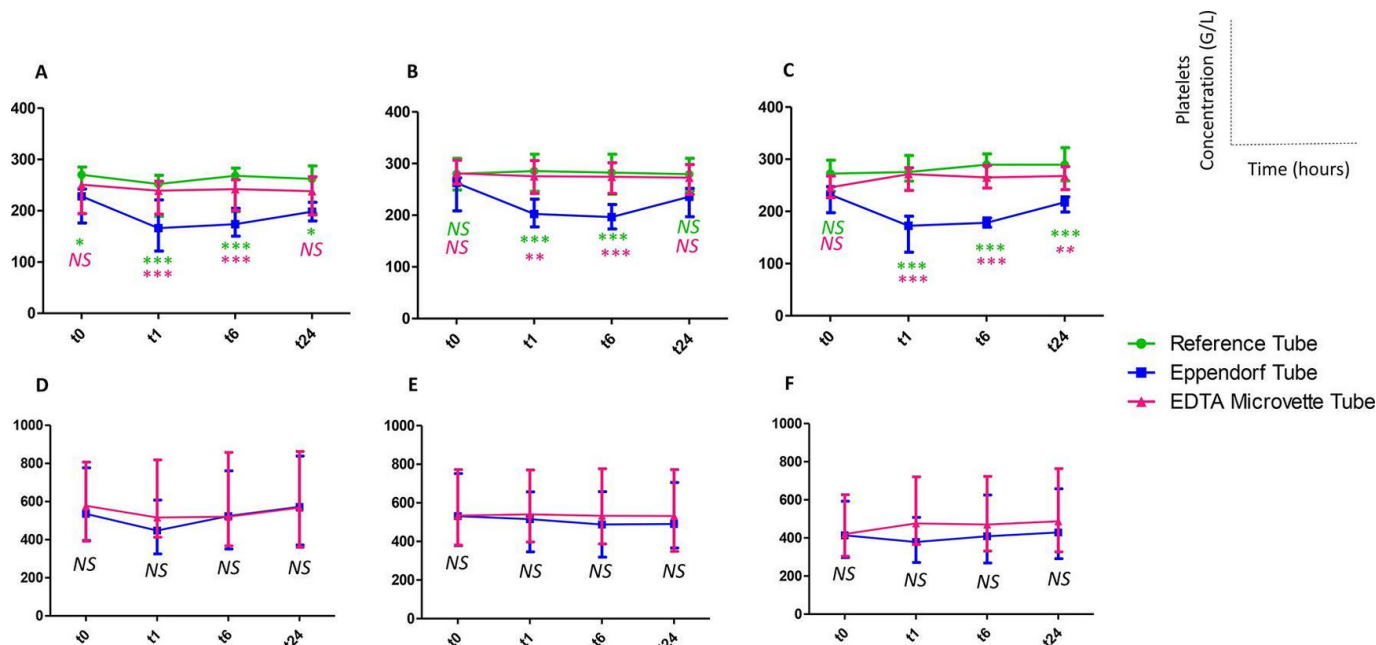 A
400
300
200
100
0
*
NS
***
***
***
***
*
NS
t0
t1
t6
t24
B
400
300
200
100
0
NS
NS
***
**
***
***
NS
NS
t0
t1
t6
t24
C
400
300
200
100
0
NS
NS
***
***
***
***
***
**
t0
t1
t6
t24
Platelets
Concentration (G/L)
Time (hours)
Reference Tube
Eppendorf Tube
EDTA Microvette Tube
D
1000
800
600
400
200
0
NS
NS
NS
NS
t0
t1
t6
t24
E
1000
800
600
400
200
0
NS
NS
NS
NS
t0
t1
t6
t24
F
1000
800
600
400
200
0
NS
NS
NS
NS
t0
t1
t6
t24